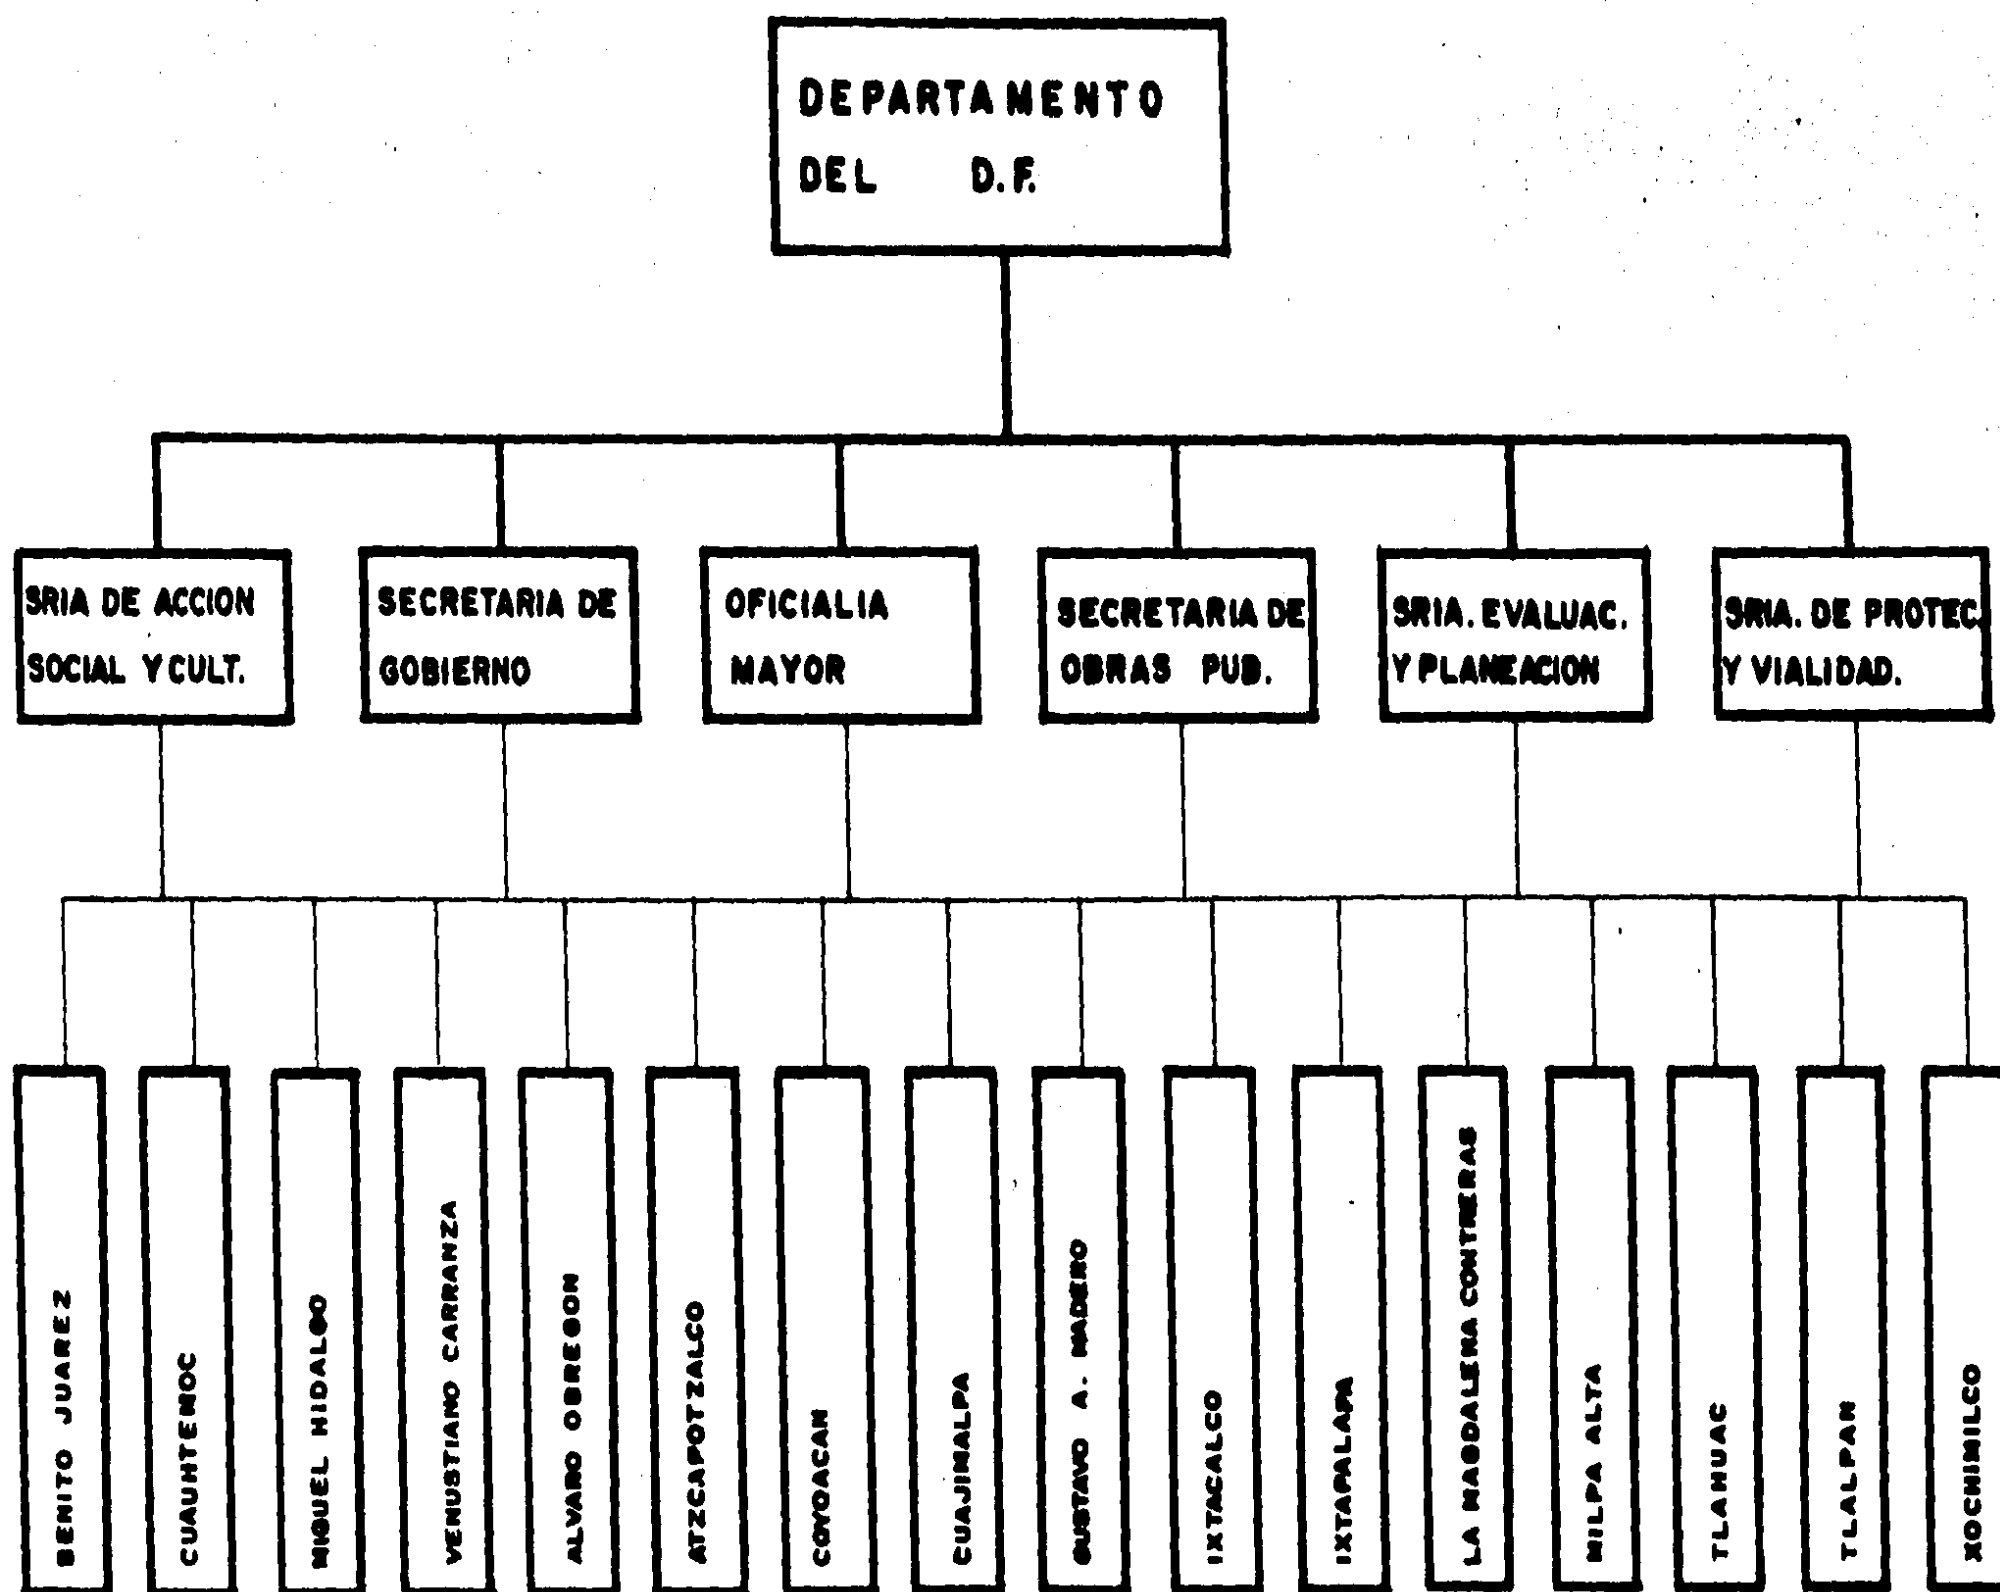 DEPARTAMENTO
DEL D.F.
SRIA DE ACCION
SOCIAL Y CULT.
SECRETARIA DE
GOBIERNO
OFICIALIA
MAYOR
SECRETARIA DE
OBRAS PUB.
SRIA. EVALUAC.
Y PLANEACION
SRIA. DE PROTEC.
Y VIALIDAD.
BENITO JUAREZ
CUAUHTEMOC
MIGUEL HIDALGO
VENUSTIANO CARRANZA
ALVARO OBREGON
ATZCAPOTZALCO
COYOACAN
CUAJIMALPA
GUSTAVO A. MADERO
IXTACALCO
IXTAPALAPA
LA MAGDALENA CONTRERAS
MILPA ALTA
TLAHUAC
TLALPAN
XOCHIMILCO